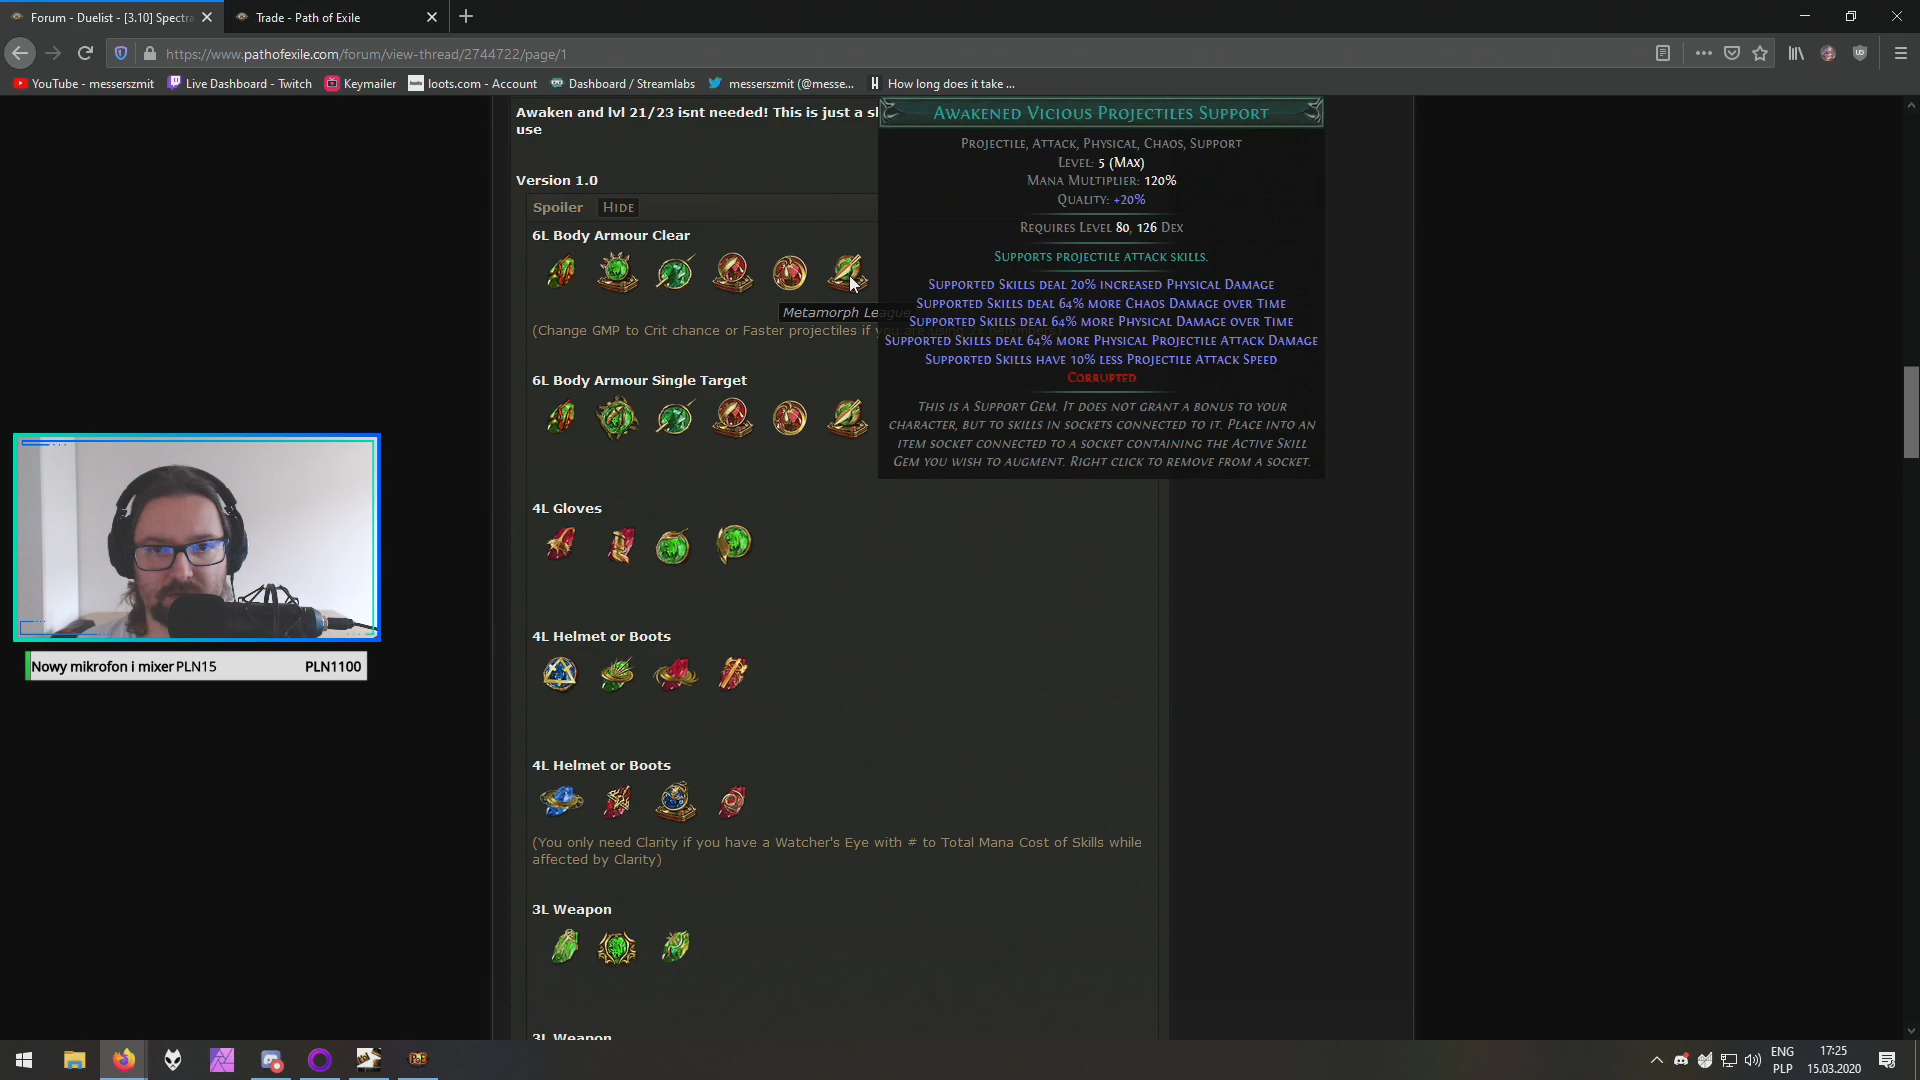 Forum - Duelist - [3.10] Spectra
Trade - Path of Exile
https://www.pathofexile.com/forum/view-thread/2744722/page/1
YouTube - messerszmit
Live Dashboard - Twitch
Keymailer
loots.com - Account
Dashboard / Streamlabs
messerszmit (@messe...
How long does it take ...
Awaken and lvl 21/23 isnt needed! This is just a
use
Version 1.0
Spoiler HIDE
6L Body Armour Clear
Metamorph League
(Change GMP to Crit chance or Faster projectiles if
6L Body Armour Single Target
4L Gloves
4L Helmet or Boots
4L Helmet or Boots
(You only need Clarity if you have a Watcher's Eye with # to Total Mana Cost of Skills while
affected by Clarity)
3L Weapon
3L Weapon
AWAKENED VICIOUS PROJECTILES SUPPORT
PROJECTILE, ATTACK, PHYSICAL, CHAOS, SUPPORT
LEVEL: 5 (MAX)
MANA MULTIPLIER: 120%
QUALITY: +20%
REQUIRES LEVEL 80, 126 DEX
SUPPORTS PROJECTILE ATTACK SKILLS.
SUPPORTED SKILLS DEAL 20% INCREASED PHYSICAL DAMAGE
SUPPORTED SKILLS DEAL 64% MORE CHAOS DAMAGE OVER TIME
SUPPORTED SKILLS DEAL 64% MORE PHYSICAL DAMAGE OVER TIME
SUPPORTED SKILLS DEAL 64% MORE PHYSICAL PROJECTILE ATTACK DAMAGE
SUPPORTED SKILLS HAVE 10% LESS PROJECTILE ATTACK SPEED
CORRUPTED
THIS IS A SUPPORT GEM. IT DOES NOT GRANT A BONUS TO YOUR
CHARACTER, BUT TO SKILLS IN SOCKETS CONNECTED TO IT. PLACE INTO AN
ITEM SOCKET CONNECTED TO A SOCKET CONTAINING THE ACTIVE SKILL
GEM YOU WISH TO AUGMENT. RIGHT CLICK TO REMOVE FROM A SOCKET.
Nowy mikrofon i mixer PLN15 PLN1100
ENG
PLP
17:25
15.03.2020